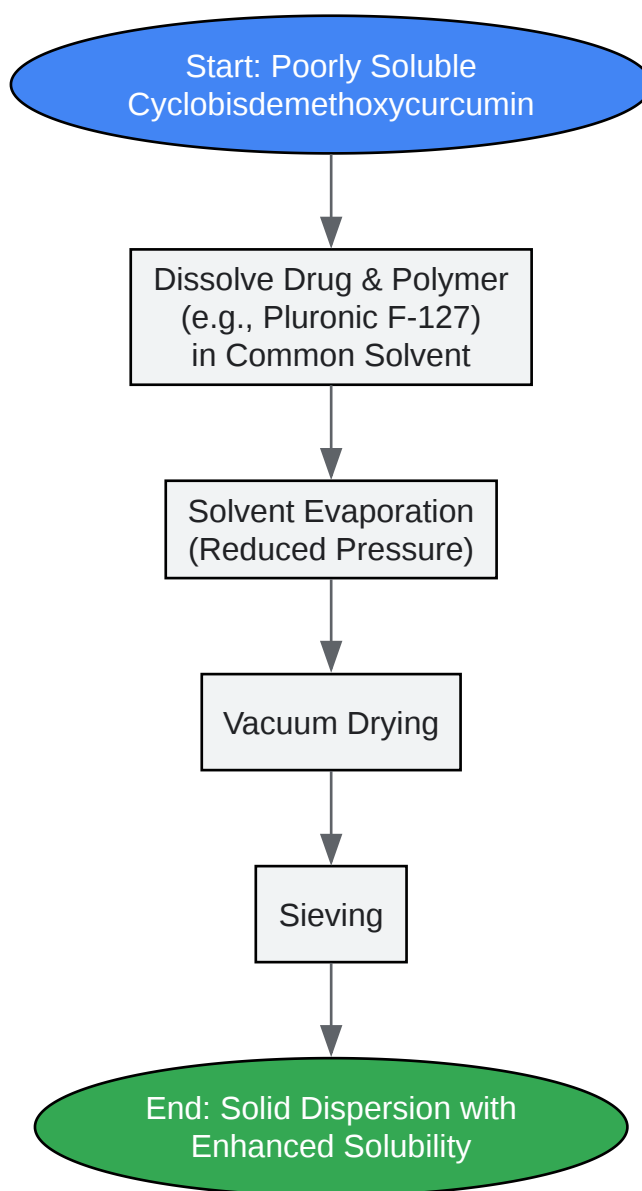 Start: Poorly Soluble
Cyclobisdemethoxycurcumin
Dissolve Drug & Polymer
(e.g., Pluronic F-127)
in Common Solvent
Solvent Evaporation
(Reduced Pressure)
Vacuum Drying
Sieving
End: Solid Dispersion with
Enhanced Solubility